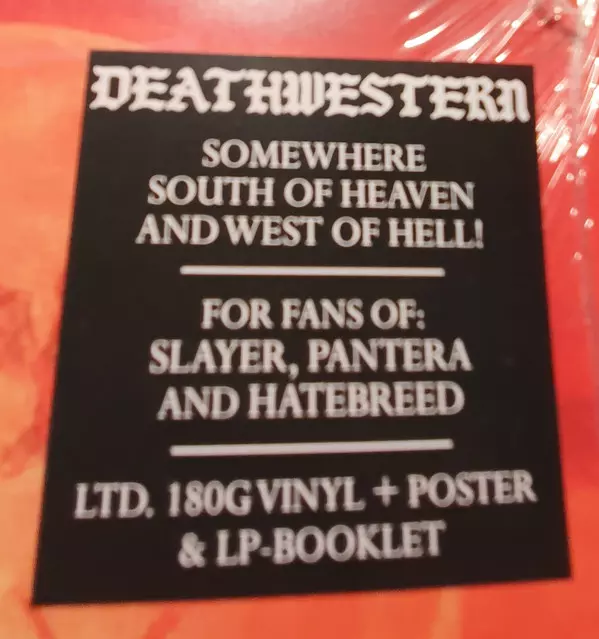 DEATHWESTERN
SOMEWHERE
SOUTH OF HEAVEN
AND WEST OF HELL!
FOR FANS OF:
SLAYER, PANTERA
AND HATEBREED
LTD. 180G VINYL + POSTER
& LP-BOOKLET